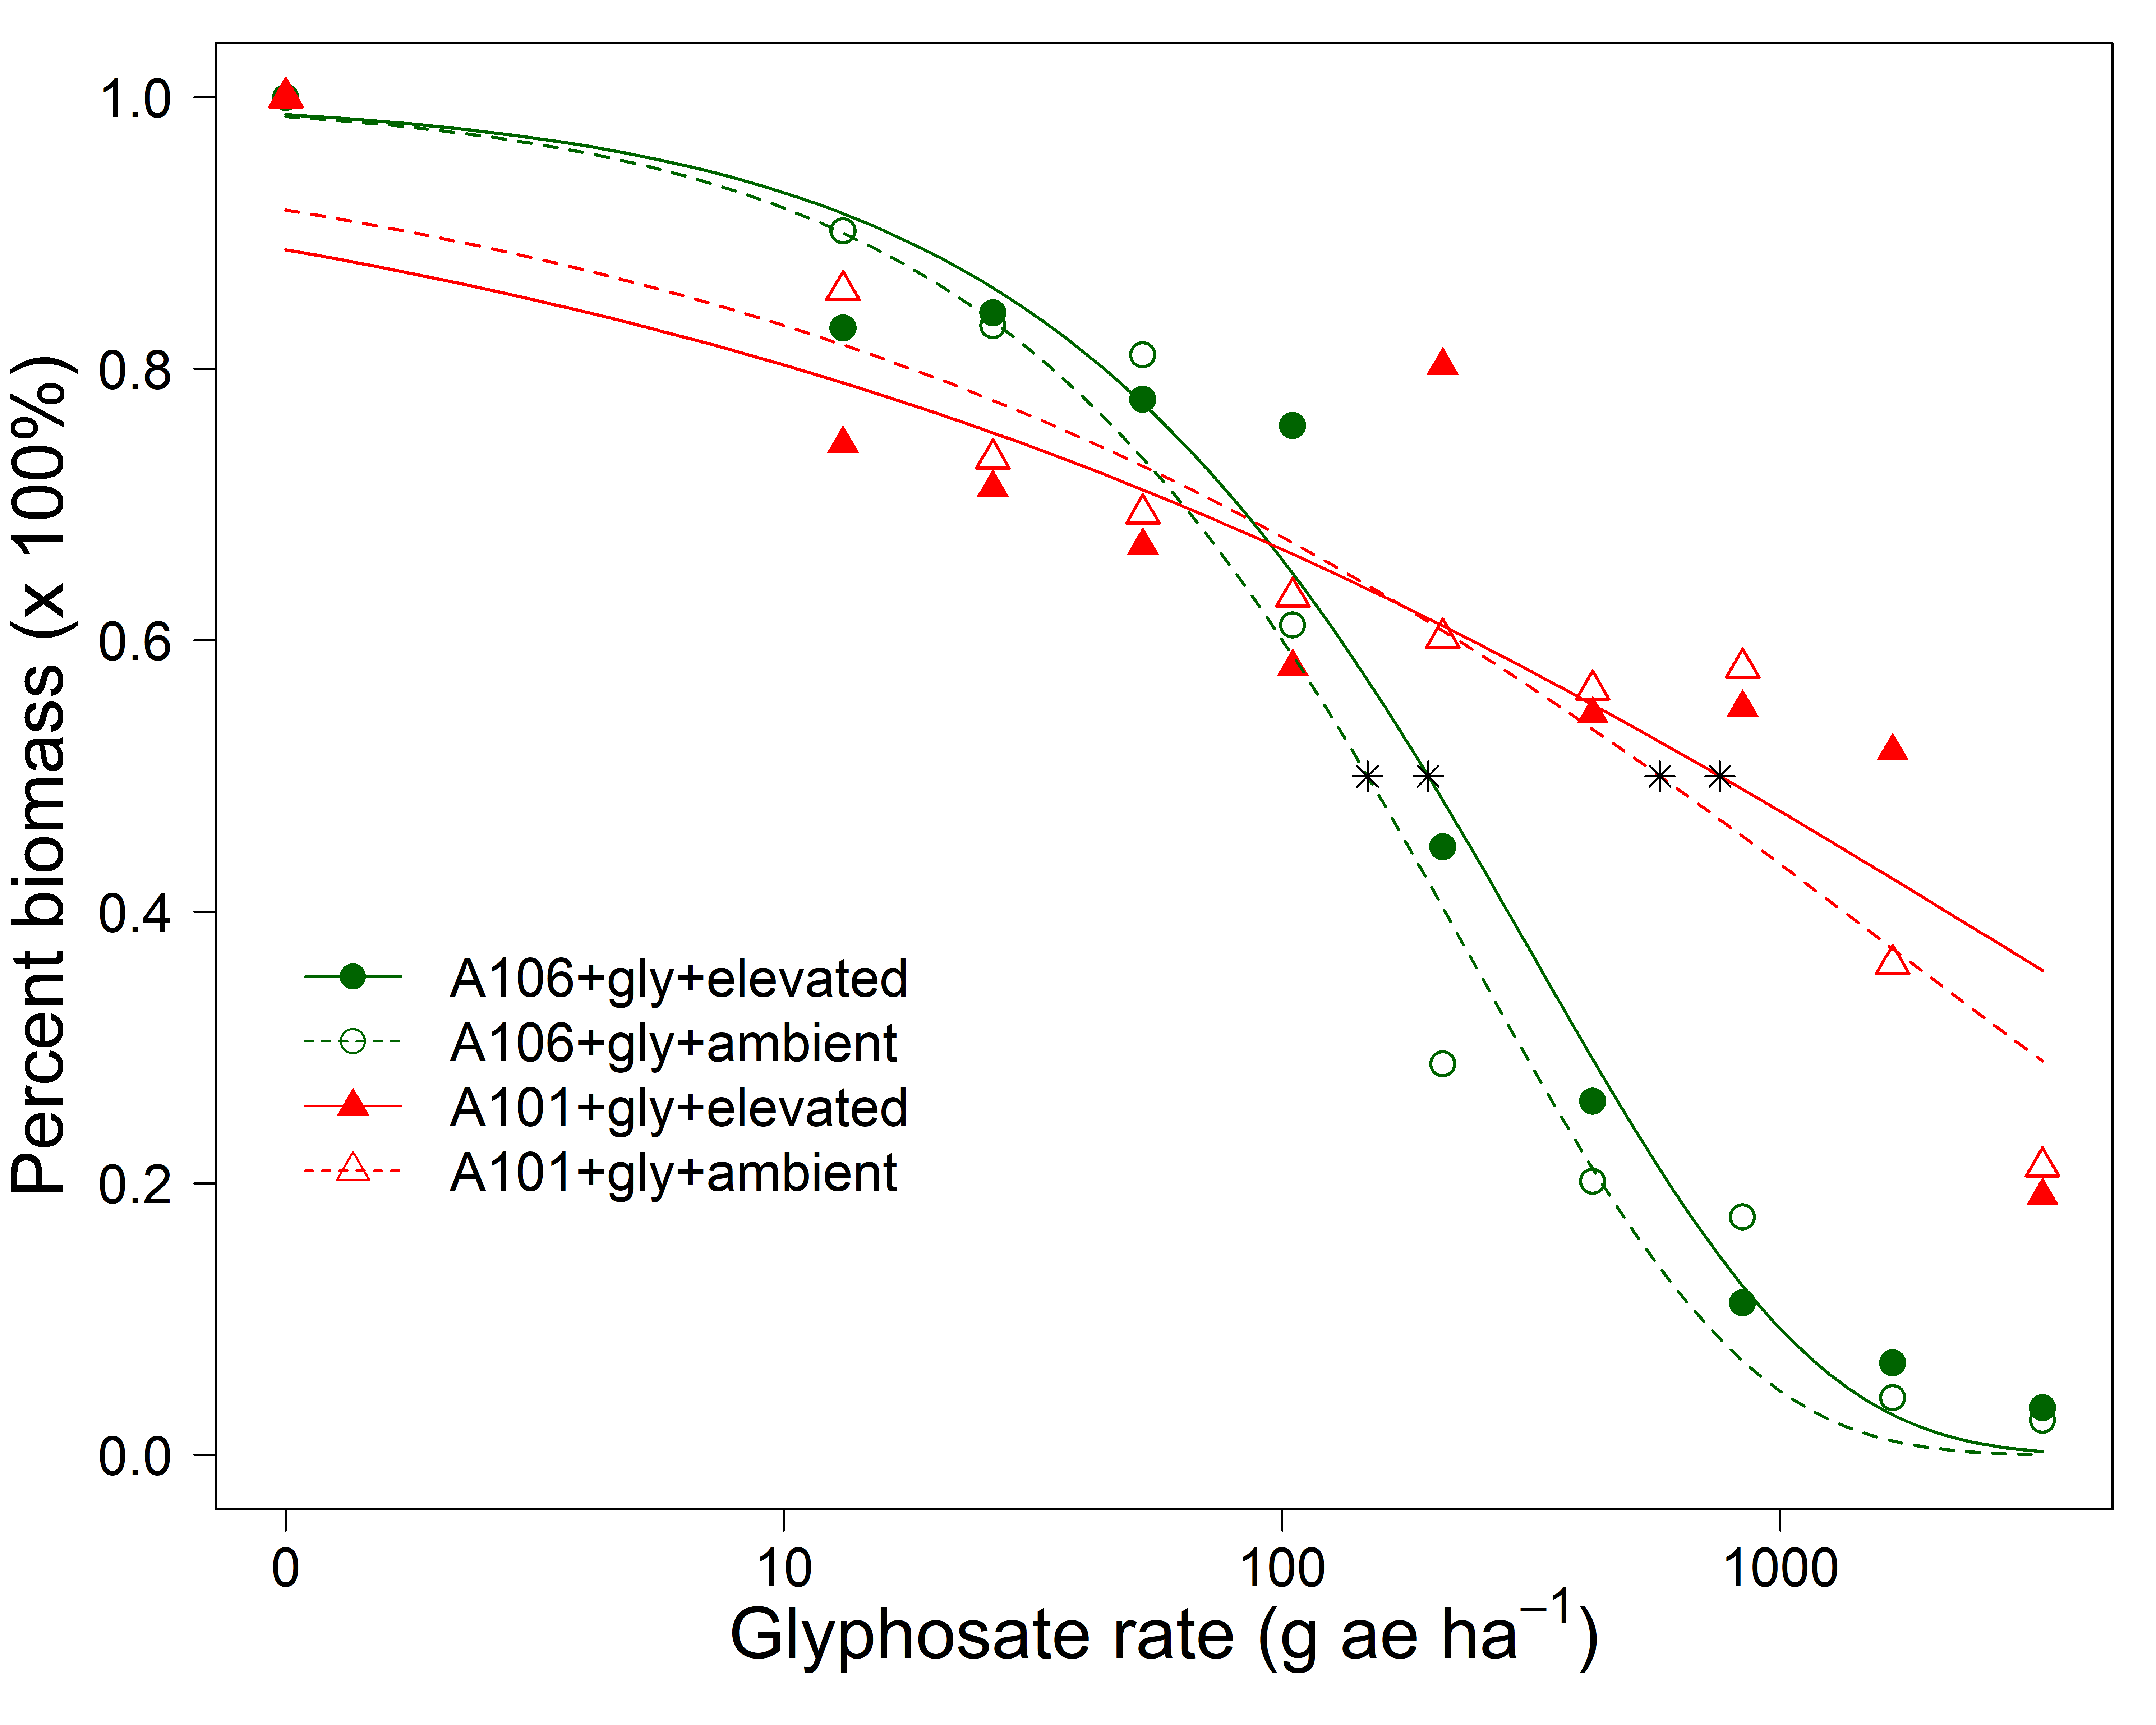 Percent biomass (x 100%)
1.0
0.8
0.6
0.4
0.2
0.0
A106+gly+elevated
A106+gly+ambient
A101+gly+elevated
A101+gly+ambient
0 10 100 1000
Glyphosate rate (g ae ha⁻¹)